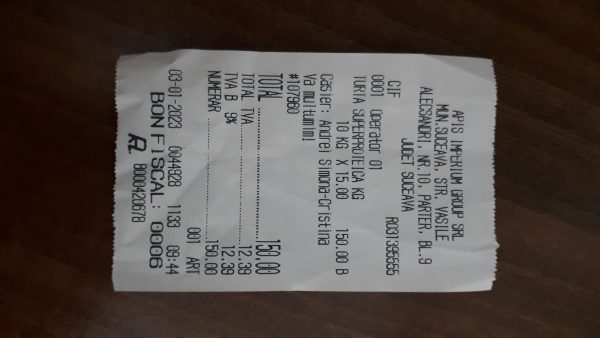 APIS IMPERIUM GROUP SRL
MUN.SUCEAVA, STR. VASILE
ALECSANDRI, NR.10, PARTER, BL.9
JUDET SUCEAVA
CIF RO31395655
0001 operator 01
TURTA SUPERPROTEICA KG
10 KG X 15.00 150.00 B
Casier: Andrei Simona-Cristina
Va multumim!
#107960
TOTAL 150.00
TOTAL TVA 12.39
TVA B 9% 12.39
NUMERAR 150.00
001 ART
03-01-2023 0044828 1133 09:44
BON FISCAL: 0006
8000420678